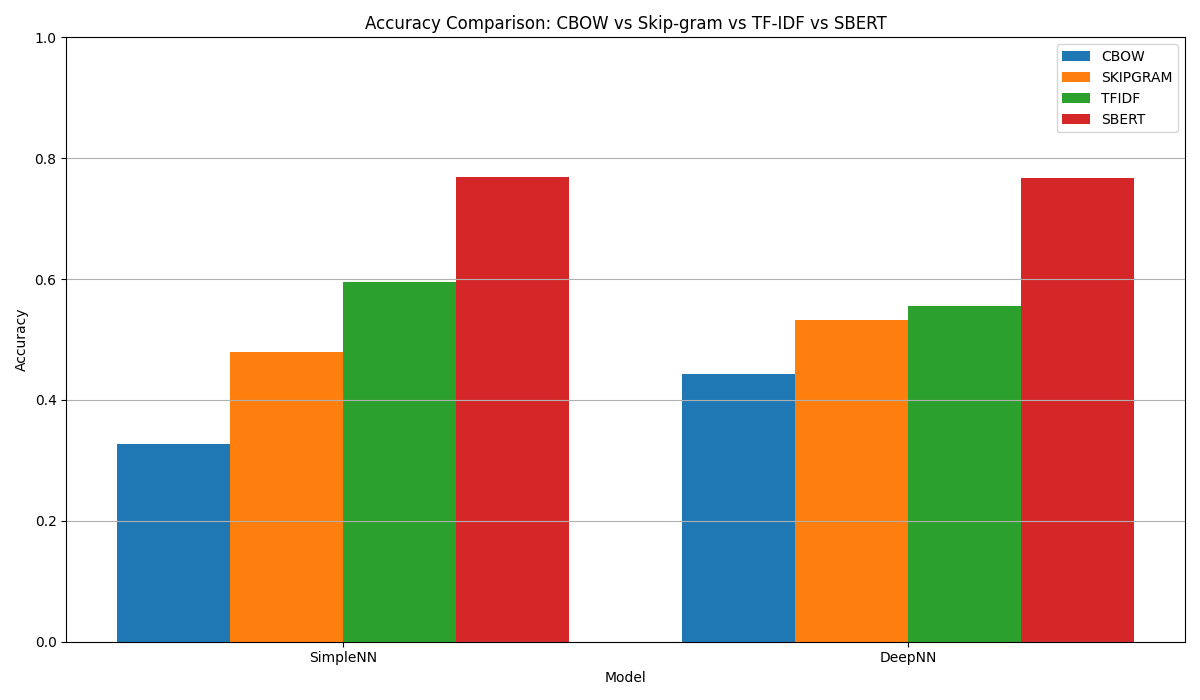 Accuracy Comparison: CBOW vs Skip-gram vs TF-IDF vs SBERT
CBOW
SKIPGRAM
TFIDF
SBERT
1.0
0.8
0.6
0.4
0.2
0.0
Accuracy
SimpleNN
DeepNN
Model